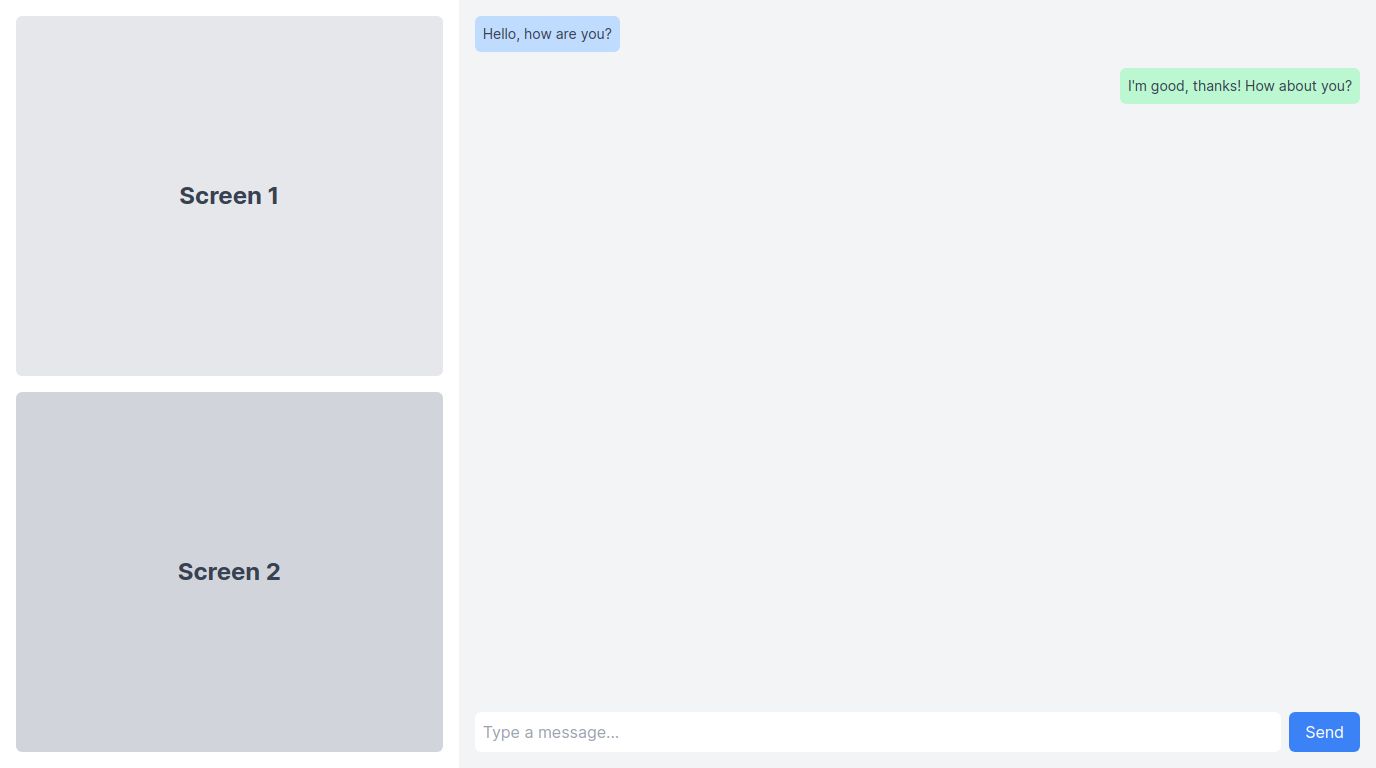 Screen 1
Screen 2
Hello, how are you?
I'm good, thanks! How about you?
Type a message...
Send